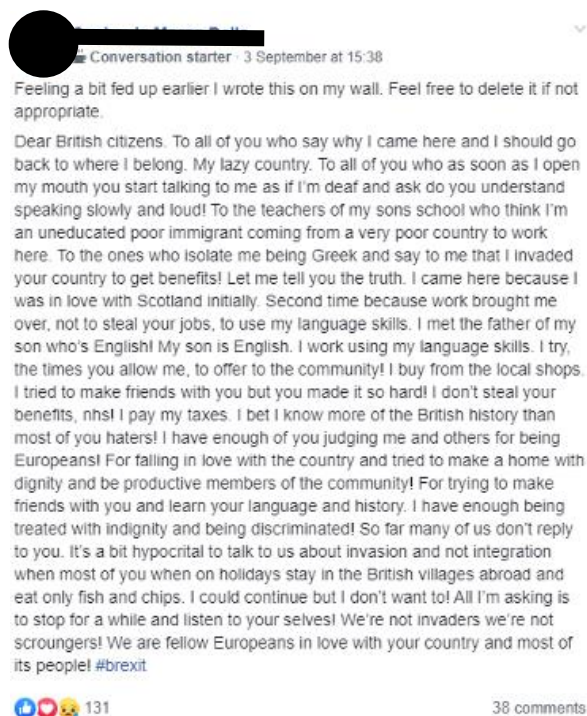 Conversation starter · 3 September at 15:38
Feeling a bit fed up earlier I wrote this on my wall. Feel free to delete it if not
appropriate.
Dear British citizens. To all of you who say why I came here and I should go
back to where I belong. My lazy country. To all of you who as soon as I open
my mouth you start talking to me as if I'm deaf and ask do you understand
speaking slowly and loud! To the teachers of my sons school who think I'm
an uneducated poor immigrant coming from a very poor country to work
here. To the ones who isolate me being Greek and say to me that I invaded
your country to get benefits! Let me tell you the truth. I came here because I
was in love with Scotland initially. Second time because work brought me
over, not to steal your jobs, to use my language skills. I met the father of my
son who's English! My son is English. I work using my language skills. I try,
the times you allow me, to offer to the community! I buy from the local shops.
I tried to make friends with you but you made it so hard! I don't steal your
benefits, nhs! I pay my taxes. I bet I know more of the British history than
most of you haters! I have enough of you judging me and others for being
Europeans! For falling in love with the country and tried to make a home with
dignity and be productive members of the community! For trying to make
friends with you and learn your language and history. I have enough being
treated with indignity and being discriminated! So far many of us don't reply
to you. It's a bit hypocrital to talk to us about invasion and not integration
when most of you when on holidays stay in the British villages abroad and
eat only fish and chips. I could continue but I don't want to! All I'm asking is
to stop for a while and listen to your selves! We're not invaders we're not
scroungers! We are fellow Europeans in love with your country and most of
its people! #brexit
131
38 comments